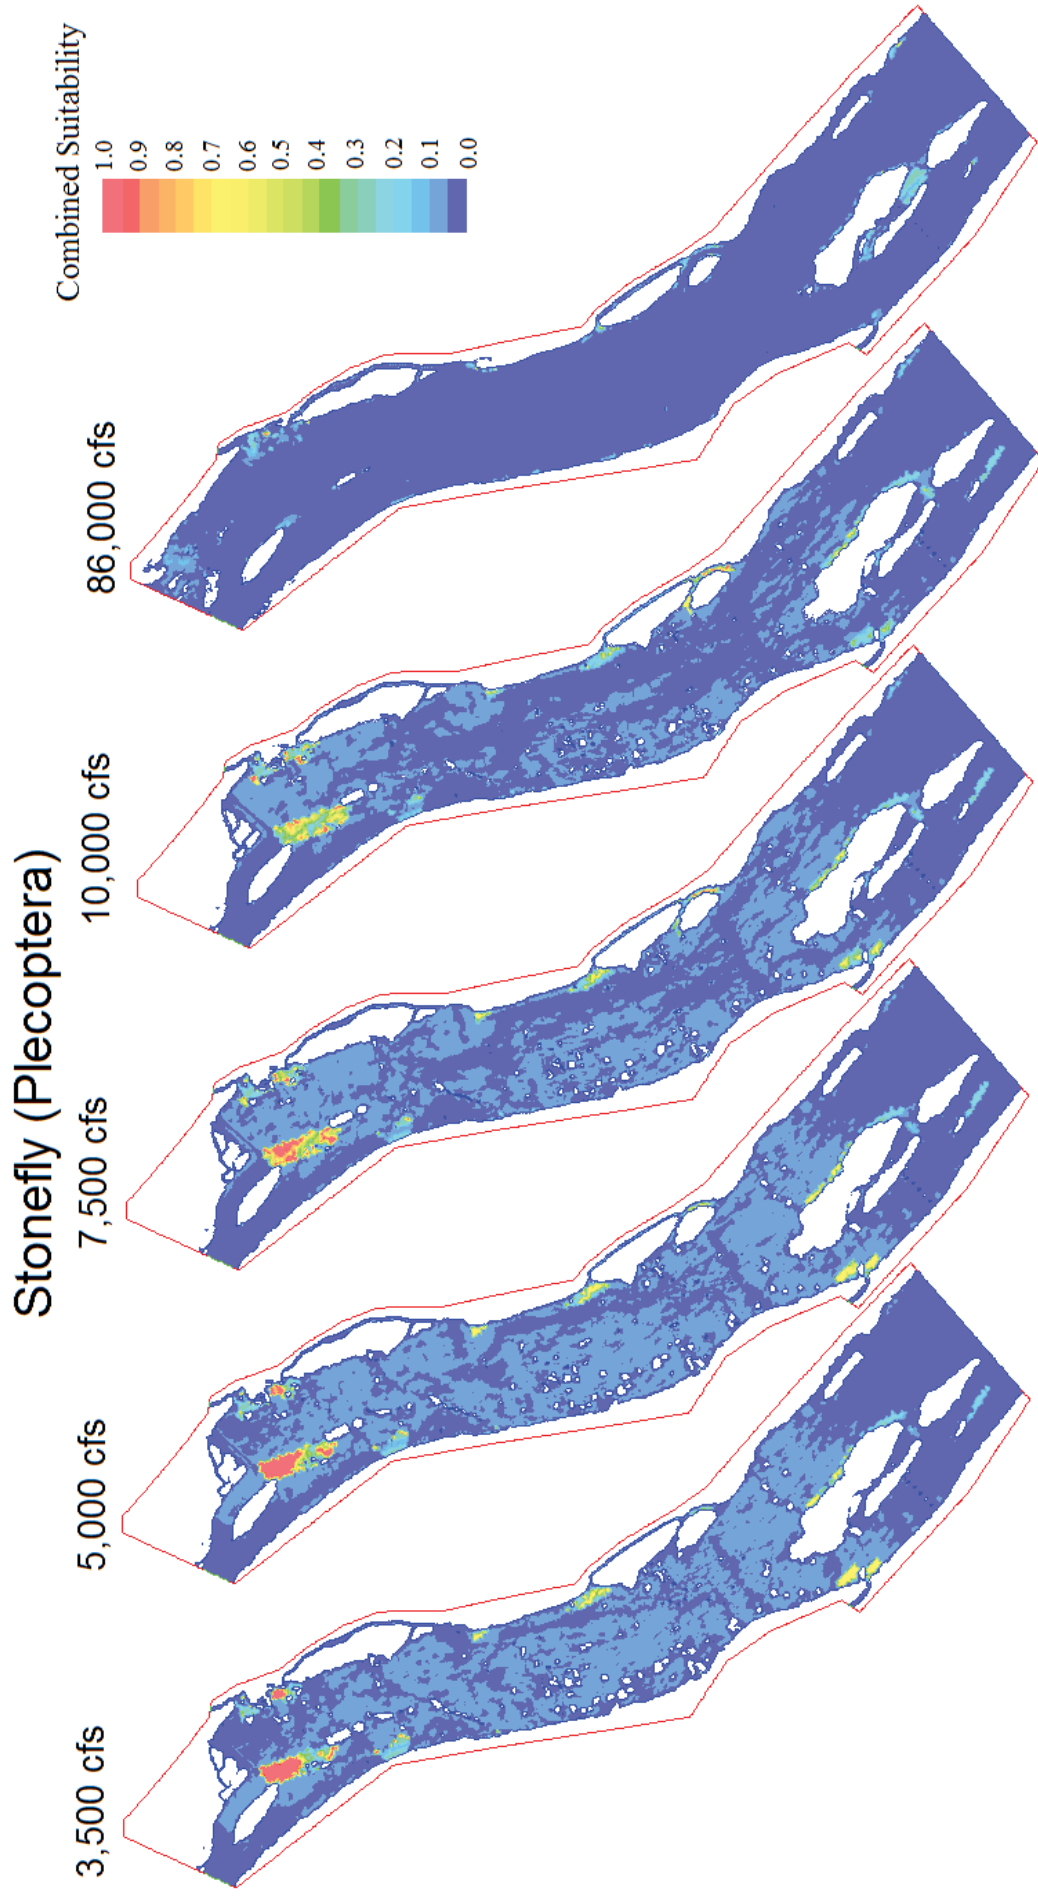 Stonefly (Plecoptera)
3,500 cfs
5,000 cfs
7,500 cfs
10,000 cfs
86,000 cfs
Combined Suitability
1.0
0.9
0.8
0.7
0.6
0.5
0.4
0.3
0.2
0.1
0.0